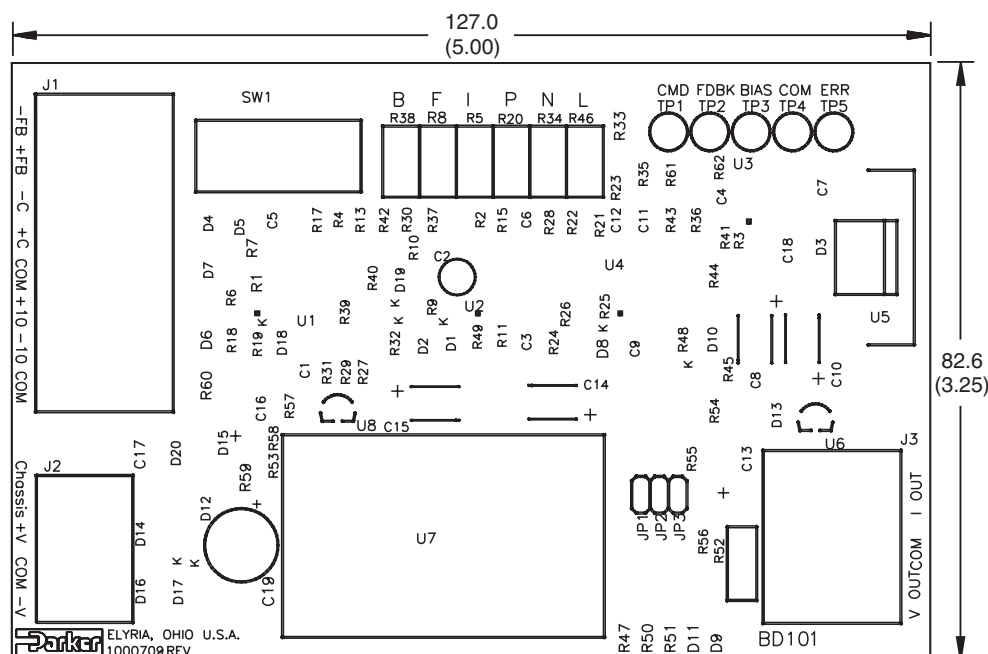 127.0
(5.00)
J1
SW1
B F I P N L
R38 R8 R5 R20 R34 R46
R33
CMD FDBK BIAS COM ERR
TP1 TP2 TP3 TP4 TP5
U3
-FB +FB -C +C COM +10 -10 COM
R35 R61 R62 C4 C7
R23
D4 D5 C5 R17 R4 R13 R42 R30 R37 R2 R15 C6 R28 R22 R21 C12 C11 R43 R36
R7 R10 R41 R3 C18 D3
D7 R6 R1 R40 D19 C2 U4 R44
K R9 U2 R26 R25
U1 R39 K K U5
D6 R18 R19 K D18 R32 D2 D1 R49 R11 C3 R24 D8 K C9 R48 K D10
+
82.6
(3.25)
R60 C1 R31 R29 R27 R45 C8 + C10
+ C14
C16 R57 U8 C15 + R54 D13
U6
J3
C17 D20 D15 + R58 R53 R59 R55 C13
J2
Chassis +V COM -V
D12 + + I OUT
D14 K K U7 JP1 JP2 JP3 R56 R52
D16 D17 C19 V OUT COM
R47 R50 R51 D11 D9 BD101
Parker ELYRIA, OHIO U.S.A.
1000709 REV